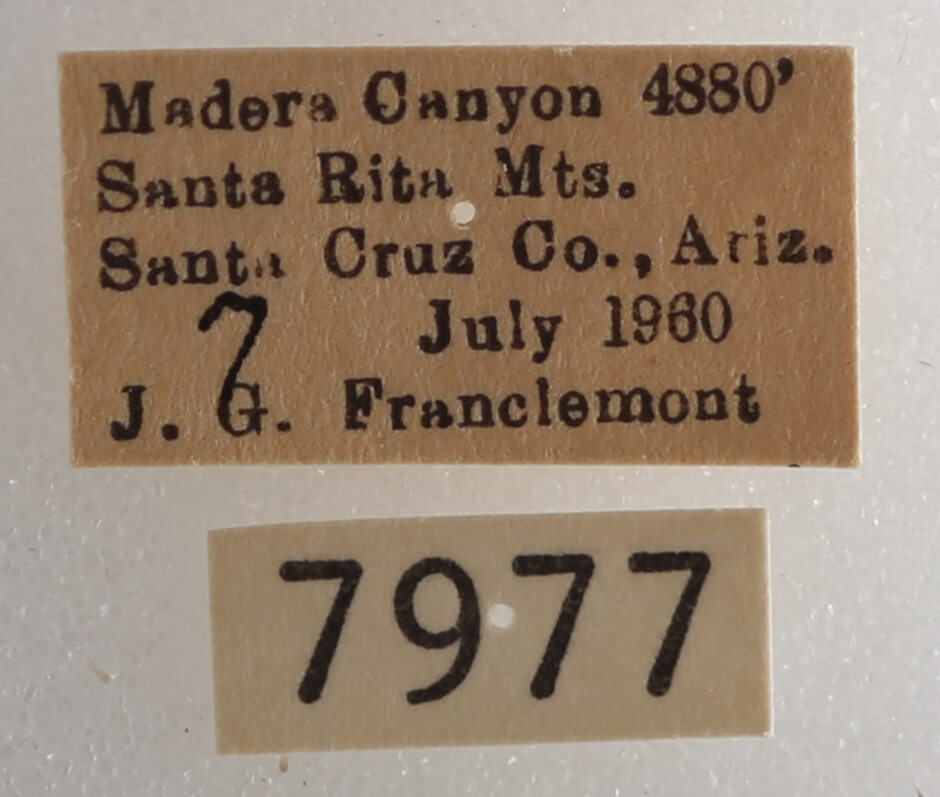 Madera Canyon 4880'
Santa Rita Mts.
Santa Cruz Co., Ariz.
7 July 1960
J. G. Franclemont
7977